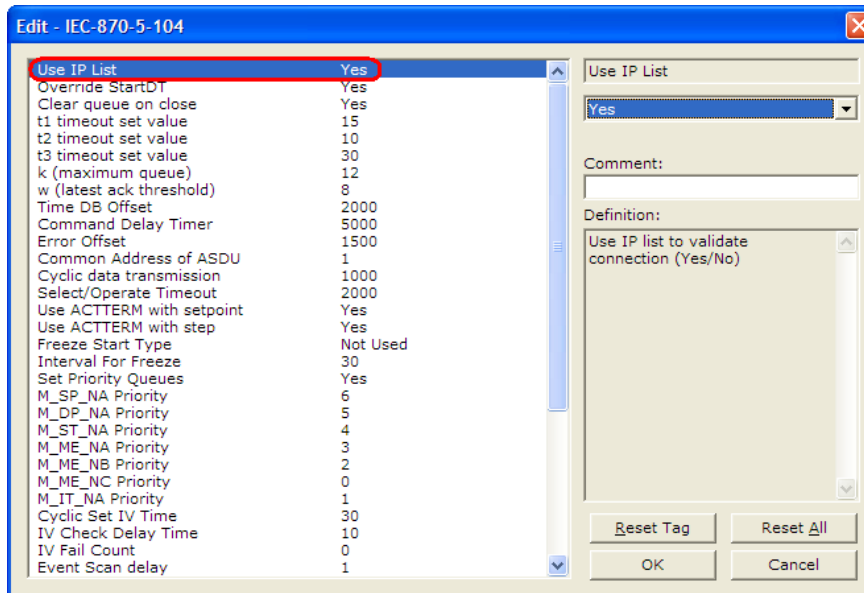 Edit - IEC-870-5-104
Use IP List Yes
Override StartDT Yes
Clear queue on close Yes
t1 timeout set value 15
t2 timeout set value 10
t3 timeout set value 30
k (maximum queue) 12
w (latest ack threshold) 8
Time DB Offset 2000
Command Delay Timer 5000
Error Offset 1500
Common Address of ASDU 1
Cyclic data transmission 1000
Select/Operate Timeout 2000
Use ACTTERM with setpoint Yes
Use ACTTERM with step Yes
Freeze Start Type Not Used
Interval For Freeze 30
Set Priority Queues Yes
M_SP_NA Priority 6
M_DP_NA Priority 5
M_ST_NA Priority 4
M_ME_NA Priority 3
M_ME_NB Priority 2
M_ME_NC Priority 0
M_IT_NA Priority 1
Cyclic Set IV Time 30
IV Check Delay Time 10
IV Fail Count 0
Event Scan delay 1
Use IP List
Yes
Comment:
Definition:
Use IP list to validate
connection (Yes/No)
Reset Tag Reset All
OK Cancel